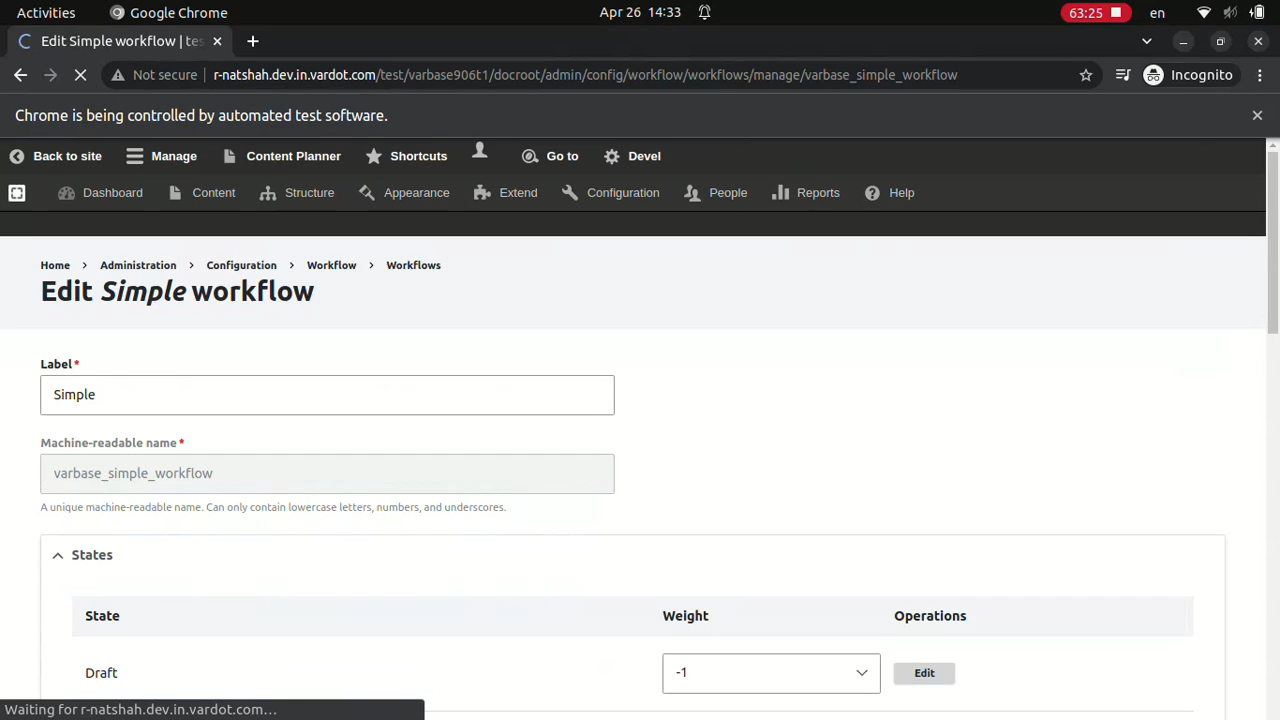 Activities Google Chrome Apr 26 14:33 63:25 en
Edit Simple workflow | tes
Not secure r-natshah.dev.in.vardot.com/test/varbase906t1/docroot/admin/config/workflow/workflows/manage/varbase_simple_workflow Incognito
Chrome is being controlled by automated test software.
Back to site Manage Content Planner Shortcuts Go to Devel
Dashboard Content Structure Appearance Extend Configuration People Reports Help
Home Administration Configuration Workflow Workflows
Edit Simple workflow
Label*
Simple
Machine-readable name*
varbase_simple_workflow
A unique machine-readable name. Can only contain lowercase letters, numbers, and underscores.
States
State Weight Operations
Draft -1 Edit
Waiting for r-natshah.dev.in.vardot.com...